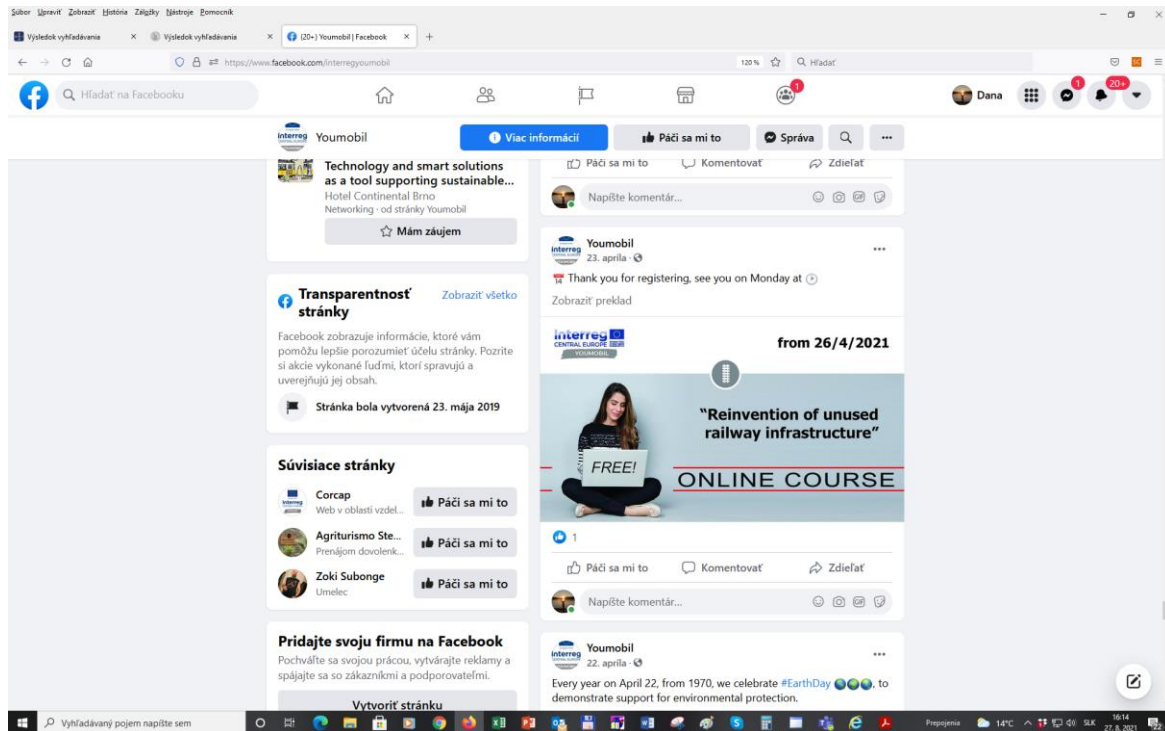 Súbor Upraviť Zobraziť História Záložky Nástroje Pomocník
Výsledok vyhľadávania
Výsledok vyhľadávania
(20+) Youmobil | Facebook
https://www.facebook.com/interregyoumobil
120 %
Hľadať
Hľadať na Facebooku
1
Dana
1
20+
Youmobil
Viac informácií
Páči sa mi to
Správa
Technology and smart solutions
as a tool supporting sustainable...
Hotel Continental Brno
Networking · od stránky Youmobil
Mám záujem
Transparentnosť
stránky
Zobraziť všetko
Facebook zobrazuje informácie, ktoré vám
pomôžu lepšie porozumieť účelu stránky. Pozrite
si akcie vykonané ľuďmi, ktorí spravujú a
uverejňujú jej obsah.
Stránka bola vytvorená 23. mája 2019
Súvisiace stránky
Corcap
Web v oblasti vzdel...
Páči sa mi to
Agriturismo Ste...
Prenájom dovolenk...
Páči sa mi to
Zoki Subonge
Umelec
Páči sa mi to
Pridajte svoju firmu na Facebook
Pochváľte sa svojou prácou, vytvárajte reklamy a
spájajte sa so zákazníkmi a podporovateľmi.
Vytvoriť stránku
Páči sa mi to
Komentovať
Zdieľať
Napíšte komentár...
Youmobil
23. apríla
Thank you for registering, see you on Monday at
Zobraziť preklad
Interreg
CENTRAL EUROPE
YOUMOBIL
from 26/4/2021
"Reinvention of unused
railway infrastructure"
FREE!
ONLINE COURSE
1
Páči sa mi to
Komentovať
Zdieľať
Napíšte komentár...
Youmobil
22. apríla
Every year on April 22, from 1970, we celebrate #EarthDay , to
demonstrate support for environmental protection.
Vyhľadávaný pojem napíšte sem
Prepojenia
14°C
SLK
16:14
27. 8. 2021